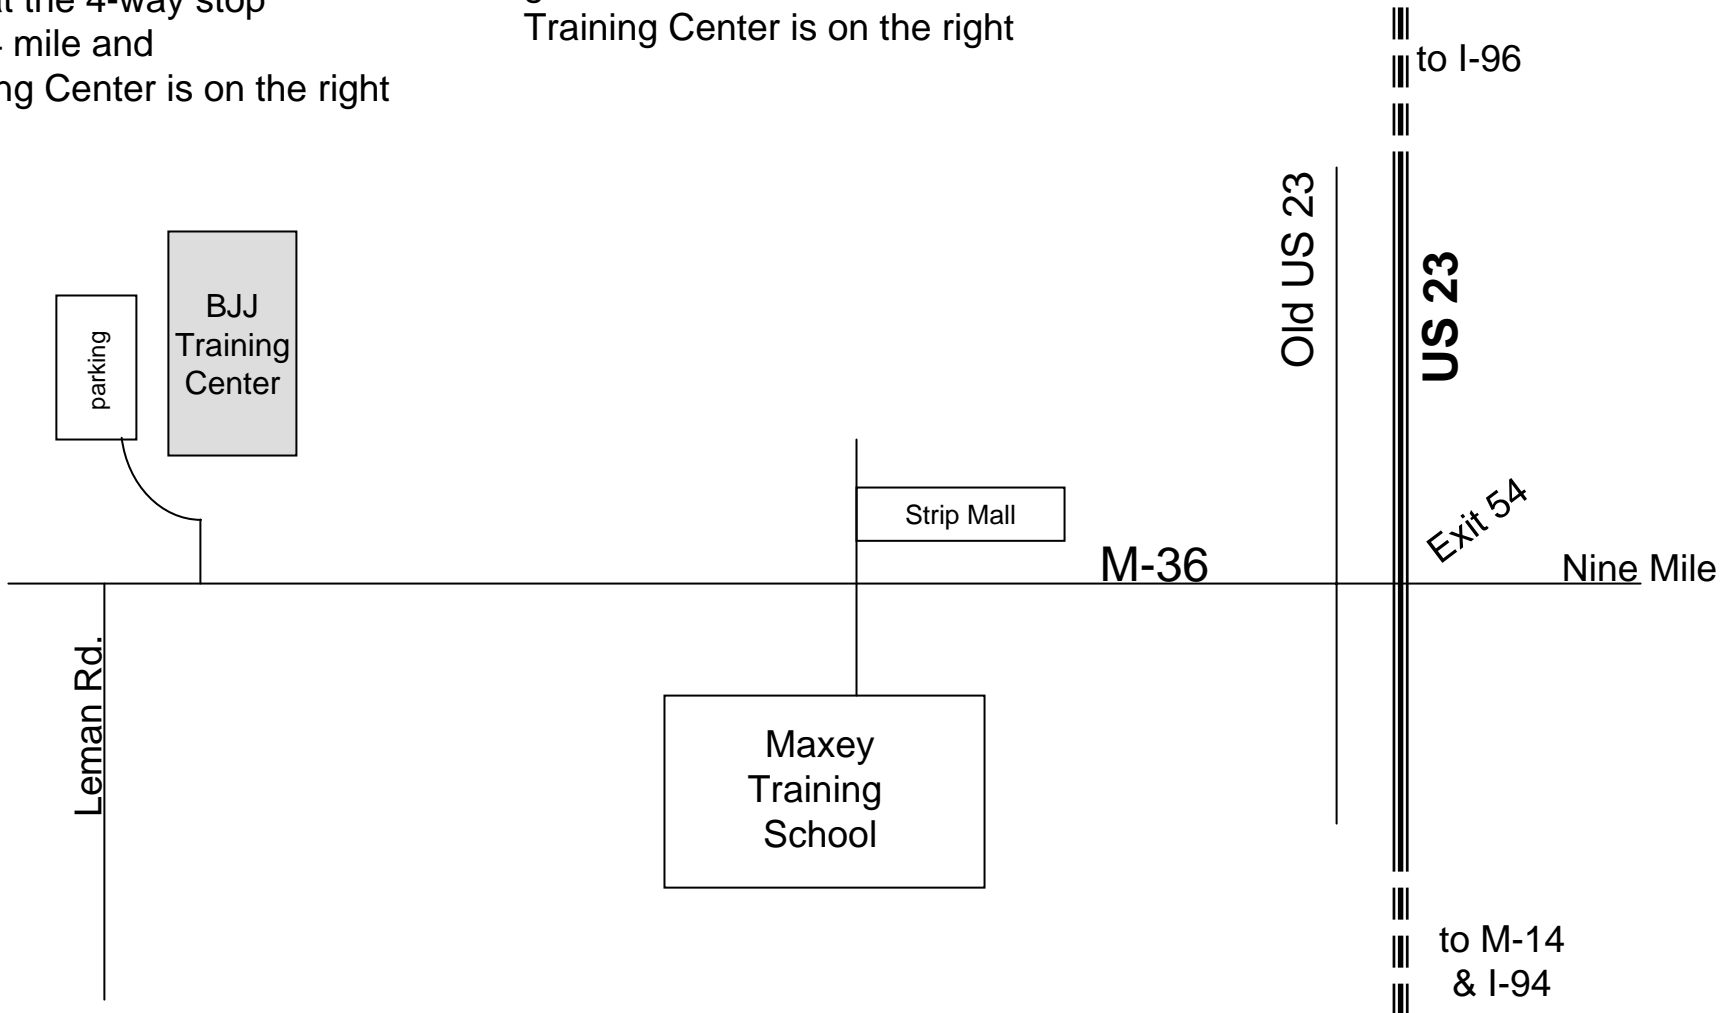 at the 4-way stop
mile and
ng Center is on the right
Training Center is on the right
to I-96
Old US 23
US 23
BJJ
Training
Center
parking
Strip Mall
Exit 54
M-36
Nine Mile
Leman Rd.
Maxey
Training
School
to M-14
& I-94